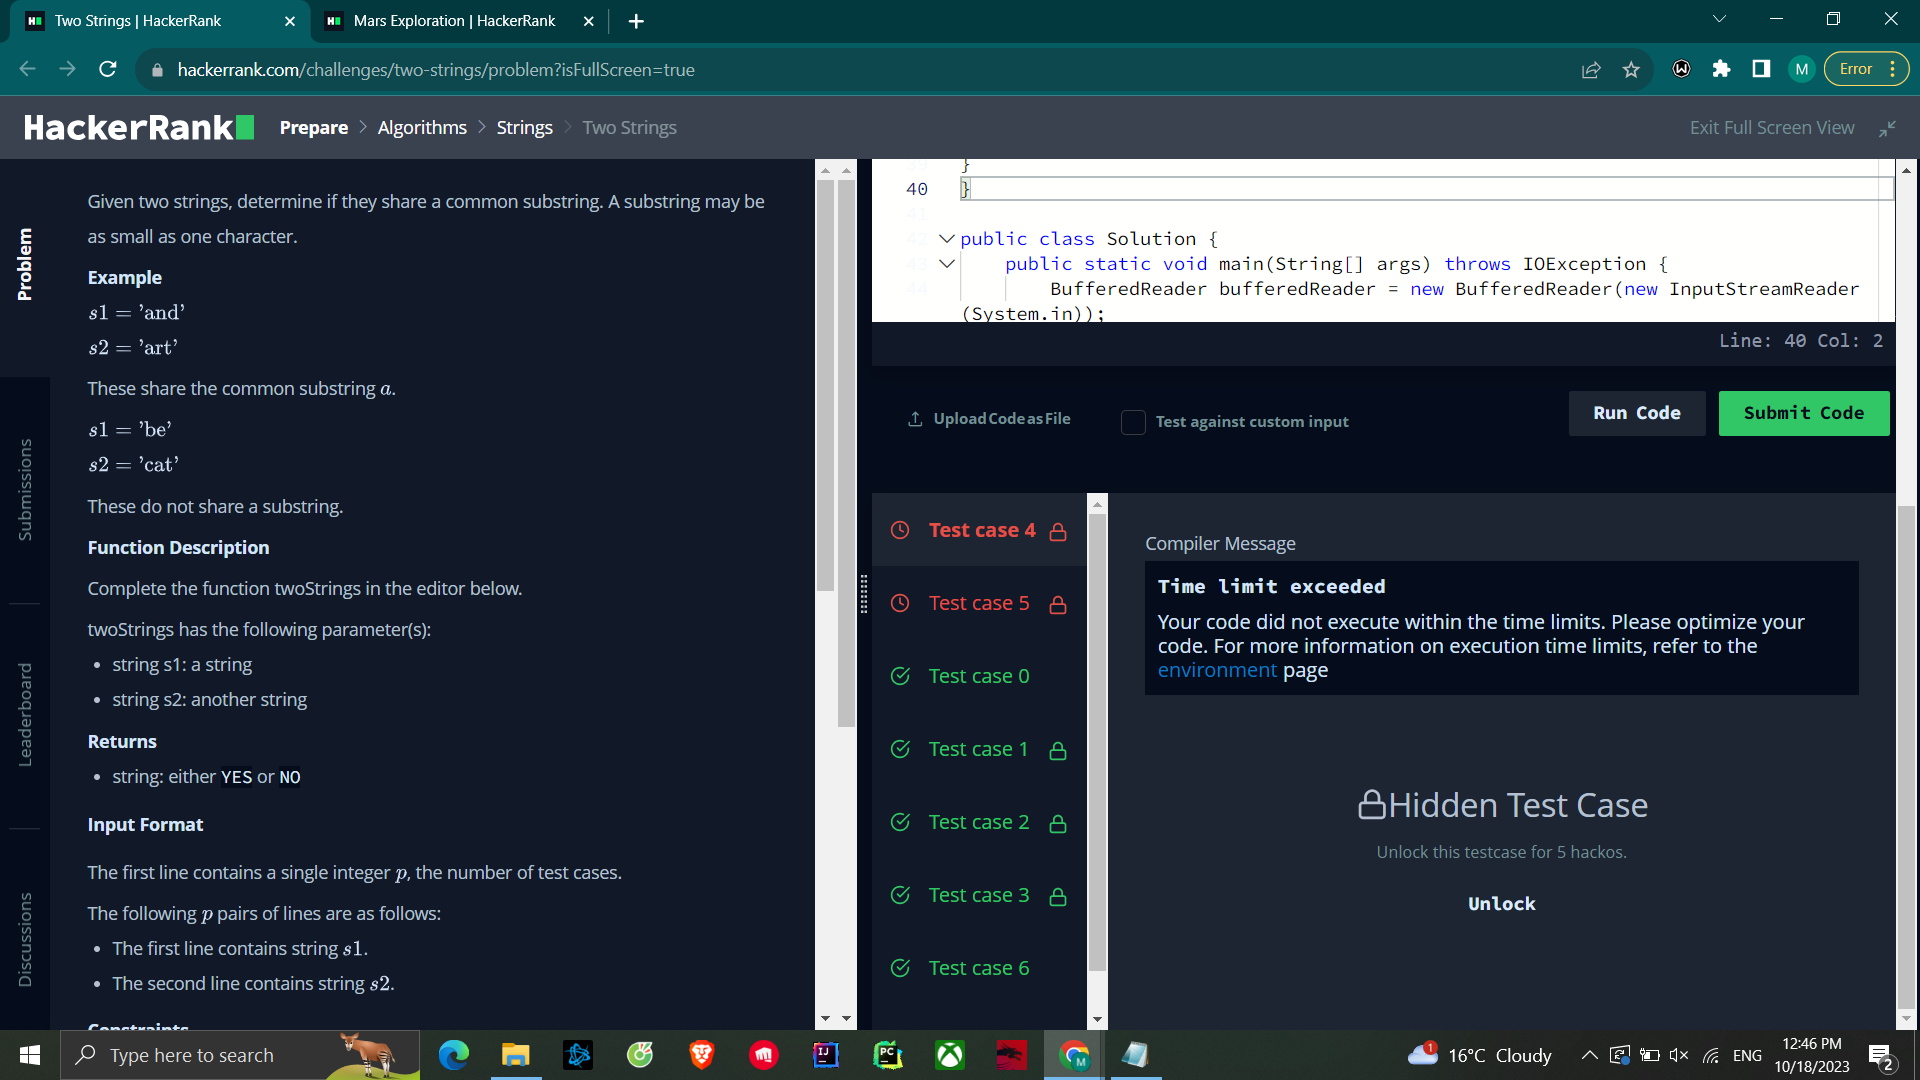 Two Strings | HackerRank
Mars Exploration | HackerRank
hackerrank.com/challenges/two-strings/problem?isFullScreen=true
M
Error
HackerRank
Prepare > Algorithms > Strings > Two Strings
Exit Full Screen View
Problem
Submissions
Leaderboard
Discussions
Given two strings, determine if they share a common substring. A substring may be
as small as one character.
Example
s1 = 'and'
s2 = 'art'
These share the common substring a.
s1 = 'be'
s2 = 'cat'
These do not share a substring.
Function Description
Complete the function twoStrings in the editor below.
twoStrings has the following parameter(s):
• string s1: a string
• string s2: another string
Returns
• string: either YES or NO
Input Format
The first line contains a single integer p, the number of test cases.
The following p pairs of lines are as follows:
• The first line contains string s1.
• The second line contains string s2.
Constraints
39 }
40 }
41
42 public class Solution {
43 public static void main(String[] args) throws IOException {
44 BufferedReader bufferedReader = new BufferedReader(new InputStreamReader
(System.in));
Line: 40 Col: 2
Upload Code as File
Test against custom input
Run Code
Submit Code
Test case 4
Test case 5
Test case 0
Test case 1
Test case 2
Test case 3
Test case 6
Compiler Message
Time limit exceeded
Your code did not execute within the time limits. Please optimize your
code. For more information on execution time limits, refer to the
environment page
Hidden Test Case
Unlock this testcase for 5 hackos.
Unlock
Type here to search
IJ
PC
M
1
16°C Cloudy
ENG
12:46 PM
10/18/2023
2